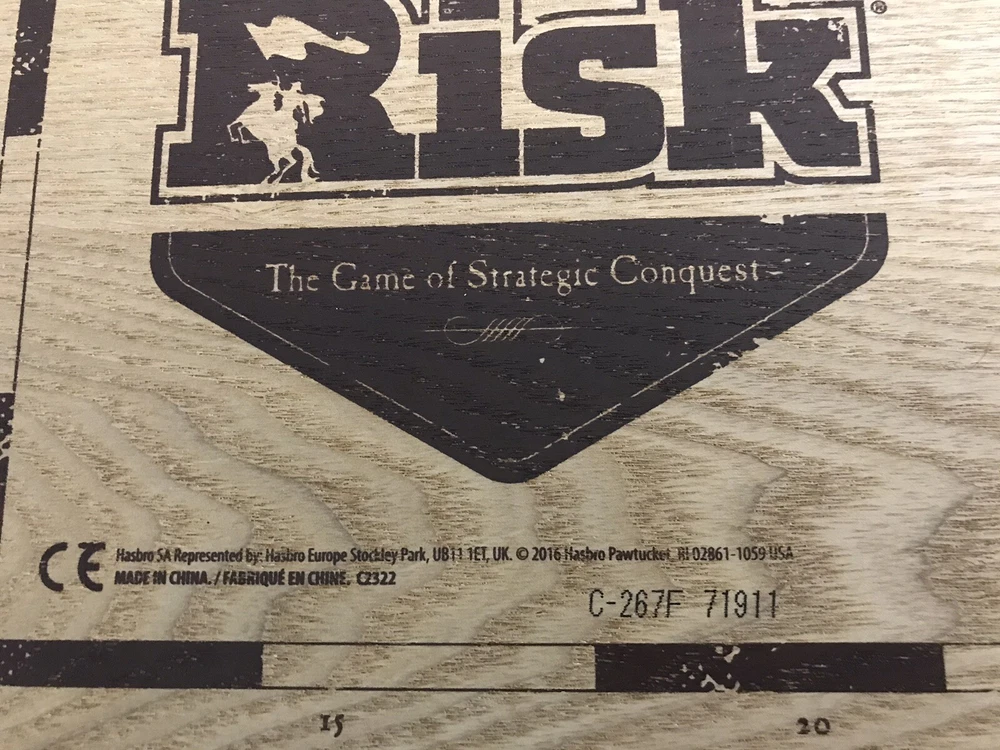 Risk®
The Game of Strategic Conquest
CE Hasbro SA Represented by: Hasbro Europe Stockley Park, UB11 1ET, UK. © 2016 Hasbro Pawtucket RI 02861-1059 USA
MADE IN CHINA. / FABRIQUÉ EN CHINE. C2322
C-267F 71911
15 20